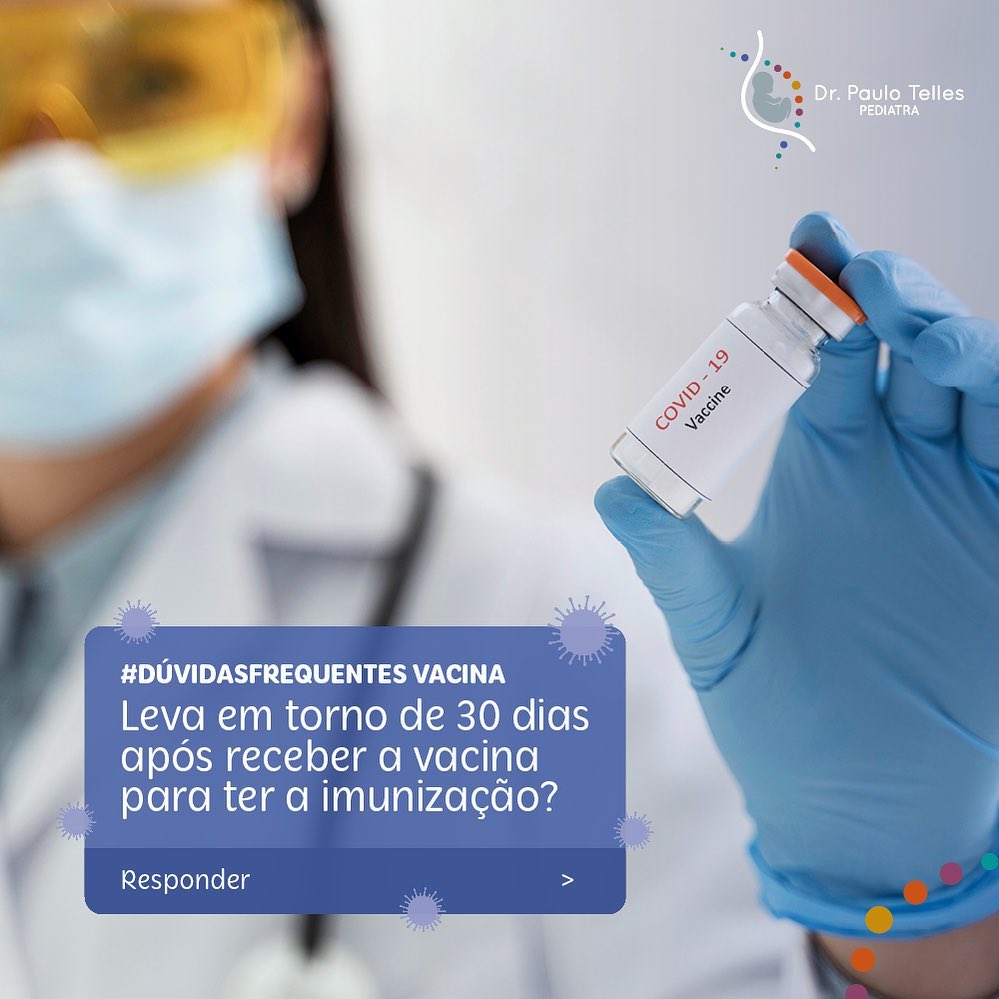 Dr. Paulo Telles
PEDIATRA
COVID - 19
Vaccine
#DÚVIDASFREQUENTES VACINA
Leva em torno de 30 dias
após receber a vacina
para ter a imunização?
Responder >